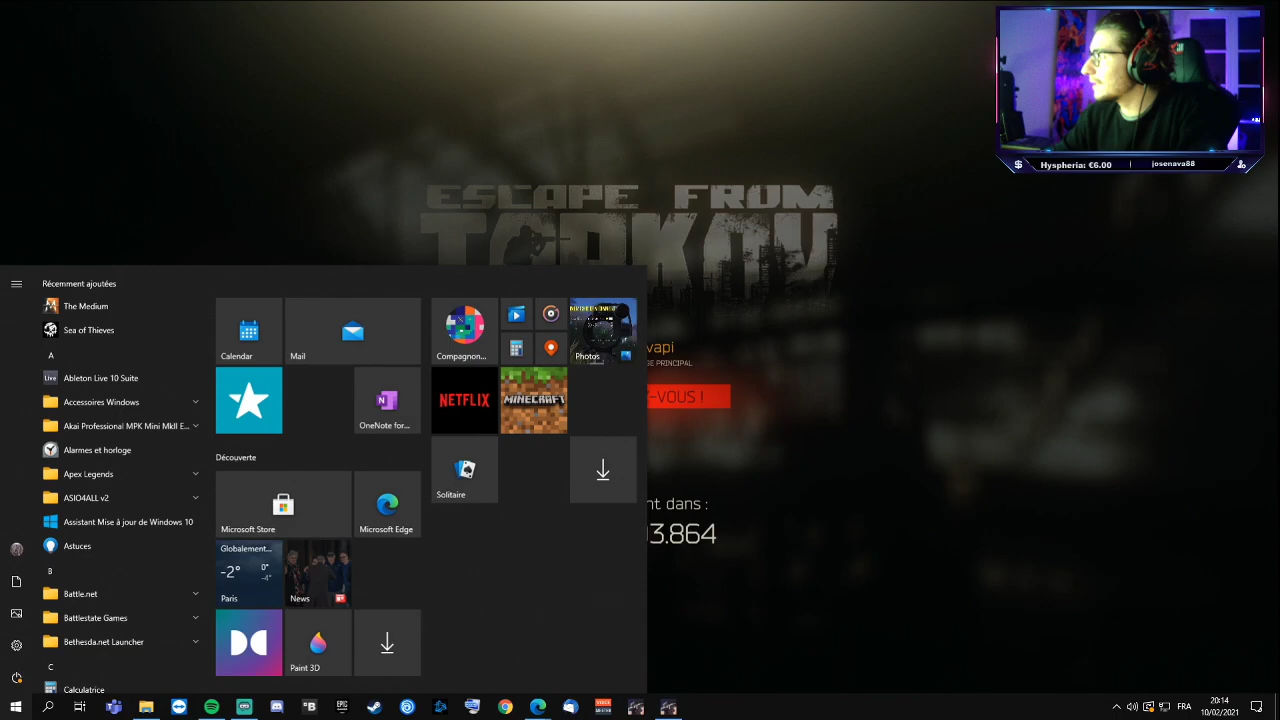 Hyspheria: €6.00 | josenava88
ESCAPE FROM
TARKOV
vapi
SE PRINCIPAL
-VOUS !
nt dans :
3.864
Récemment ajoutées
The Medium
Sea of Thieves
A
Live Ableton Live 10 Suite
Accessoires Windows
Akai Professional MPK Mini MkII E...
Alarmes et horloge
Apex Legends
ASIO4ALL v2
Assistant Mise à jour de Windows 10
Astuces
B
Battle.net
Battlestate Games
Bethesda.net Launcher
C
Calculatrice
Calendar
Mail
OneNote for...
Découverte
Microsoft Store
Microsoft Edge
Globalement...
-2°
0°
-4°
Paris
News
Paint 3D
Compagnon...
Photos
NETFLIX
MINECRAFT
Solitaire
EPIC
FRA
20:14
10/02/2021